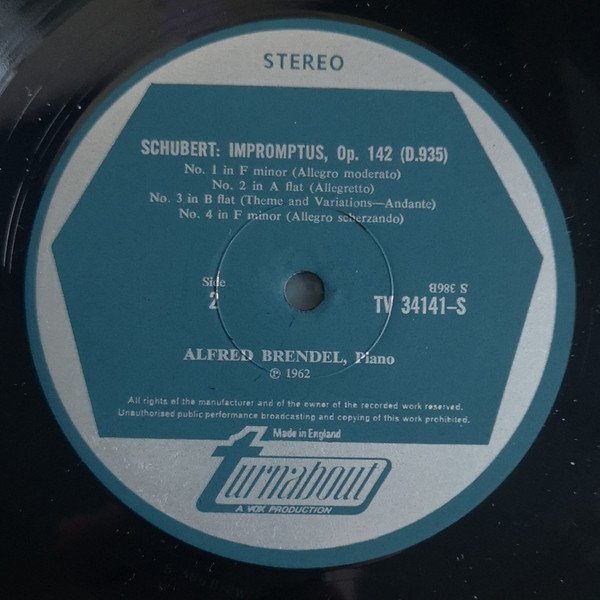 STEREO
SCHUBERT: IMPROMPTUS, Op. 142 (D.935)
No. 1 in F minor (Allegro moderato)
No. 2 in A flat (Allegretto)
No. 3 in B flat (Theme and Variations—Andante)
No. 4 in F minor (Allegro scherzando)
Side
2
S 386B
TV 34141-S
ALFRED BRENDEL, Piano
℗ 1962
All rights of the manufacturer and of the owner of the recorded work reserved.
Unauthorised public performance broadcasting and copying of this work prohibited.
Made in England
turnabout
A VOX PRODUCTION